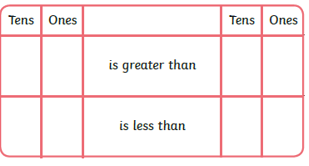 Tens Ones Tens Ones
is greater than
is less than